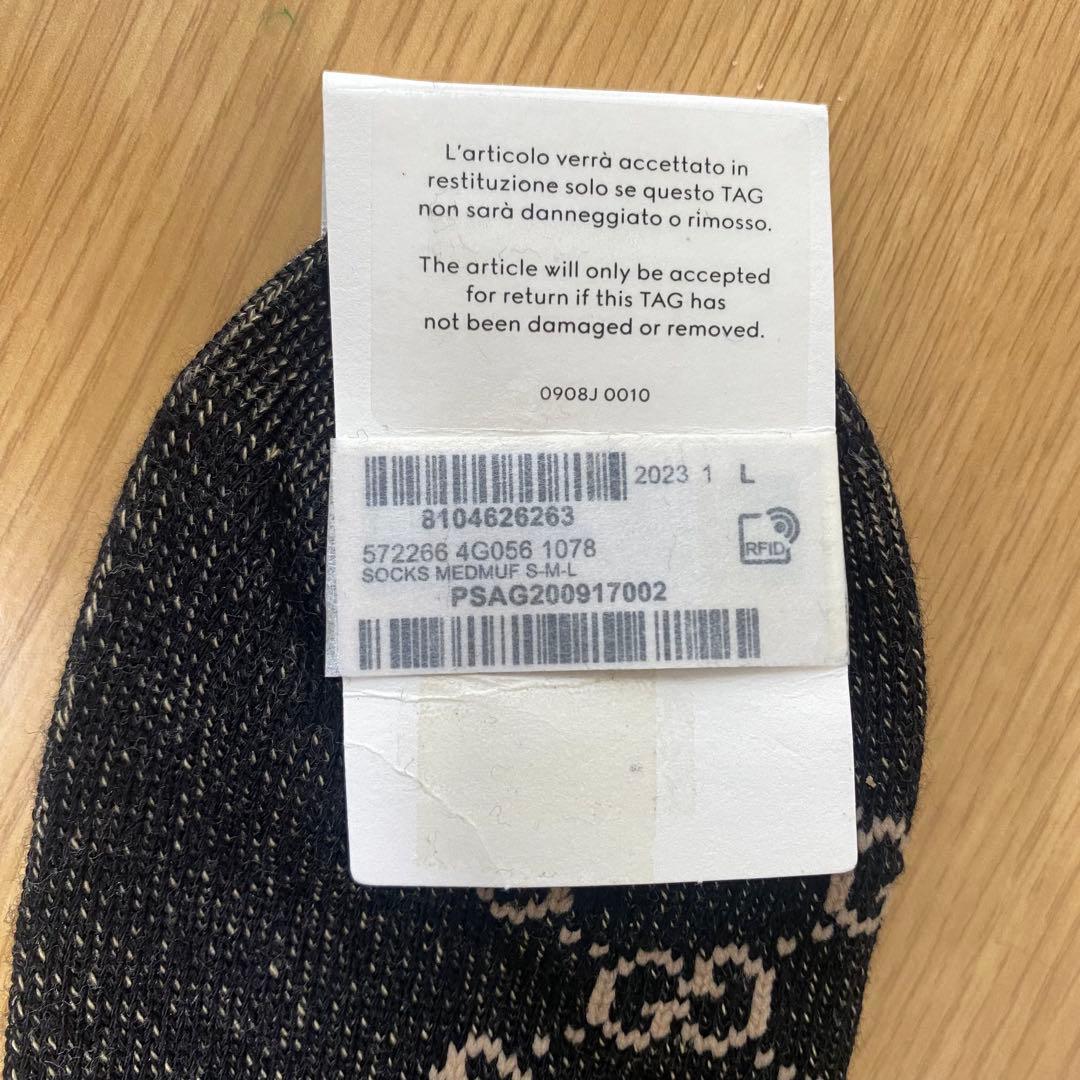 L'articolo verrà accettato in
restituzione solo se questo TAG
non sarà danneggiato o rimosso.
The article will only be accepted
for return if this TAG has
not been damaged or removed.
0908J 0010
2023 1 L
8104626263
RFID
572266 4G056 1078
SOCKS MEDMUF S-M-L
PSAG200917002
GG